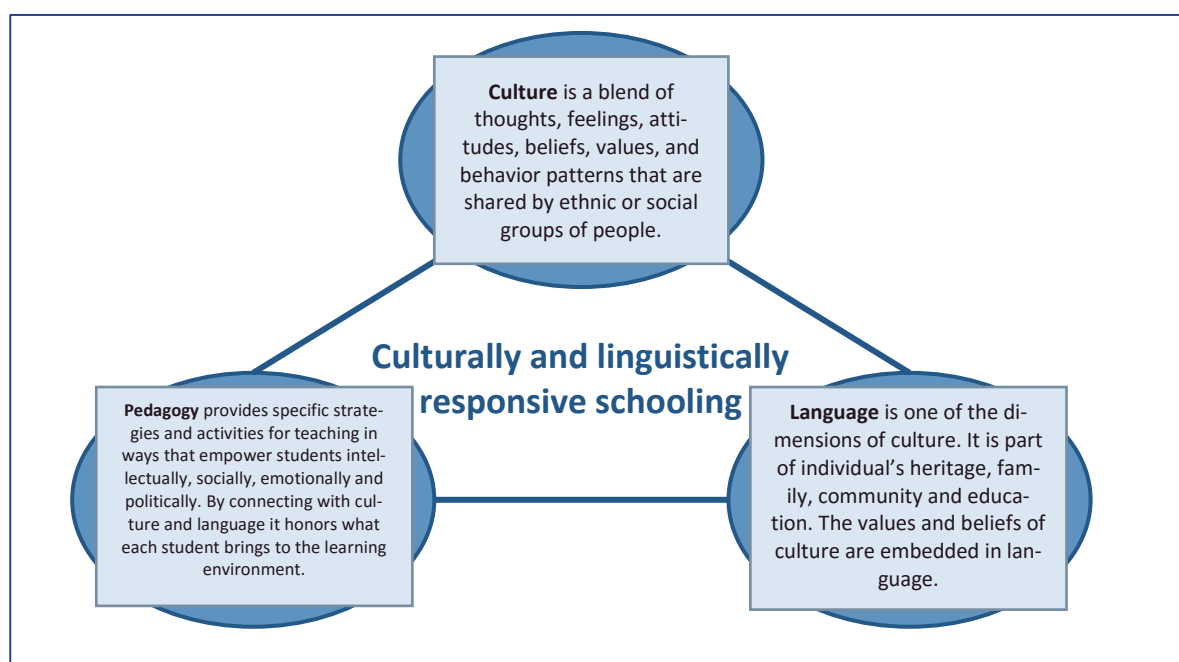 Culture is a blend of
thoughts, feelings, atti-
tudes, beliefs, values, and
behavior patterns that are
shared by ethnic or social
groups of people.
Culturally and linguistically
responsive schooling
Pedagogy provides specific strate-
gies and activities for teaching in
ways that empower students intel-
lectually, socially, emotionally and
politically. By connecting with cul-
ture and language it honors what
each student brings to the learning
environment.
Language is one of the di-
mensions of culture. It is part
of individual’s heritage, fam-
ily, community and educa-
tion. The values and beliefs of
culture are embedded in lan-
guage.